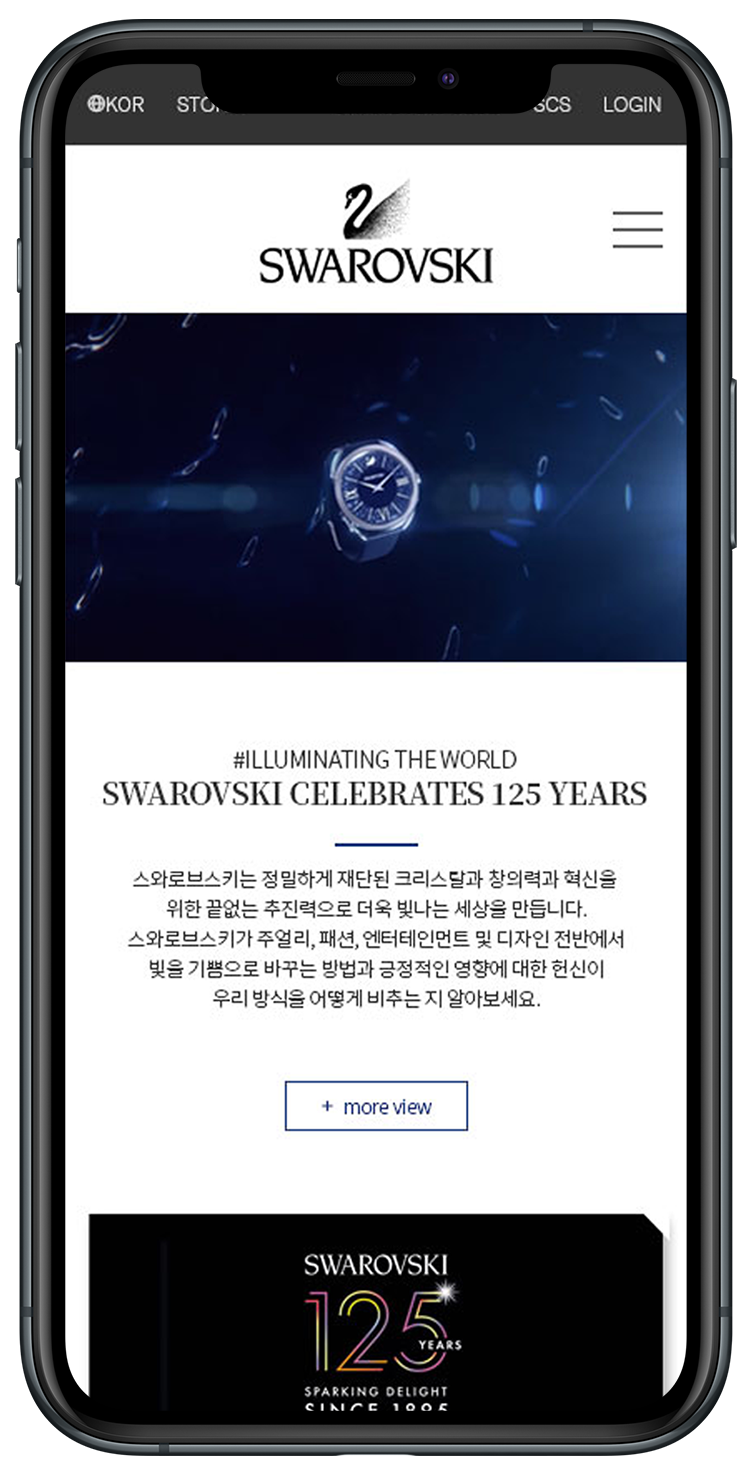 KOR
SCS LOGIN
SWAROVSKI
#ILLUMINATING THE WORLD
SWAROVSKI CELEBRATES 125 YEARS
스와로브스키는 정밀하게 재단된 크리스탈과 창의력과 혁신을
위한 끝없는 추진력으로 더욱 빛나는 세상을 만듭니다.
스와로브스키가 주얼리, 패션, 엔터테인먼트 및 디자인 전반에서
빛을 기쁨으로 바꾸는 방법과 긍정적인 영향에 대한 헌신이
우리 방식을 어떻게 비추는 지 알아보세요.
+ more view
SWAROVSKI
125
YEARS
SPARKING DELIGHT
SINCE 1895